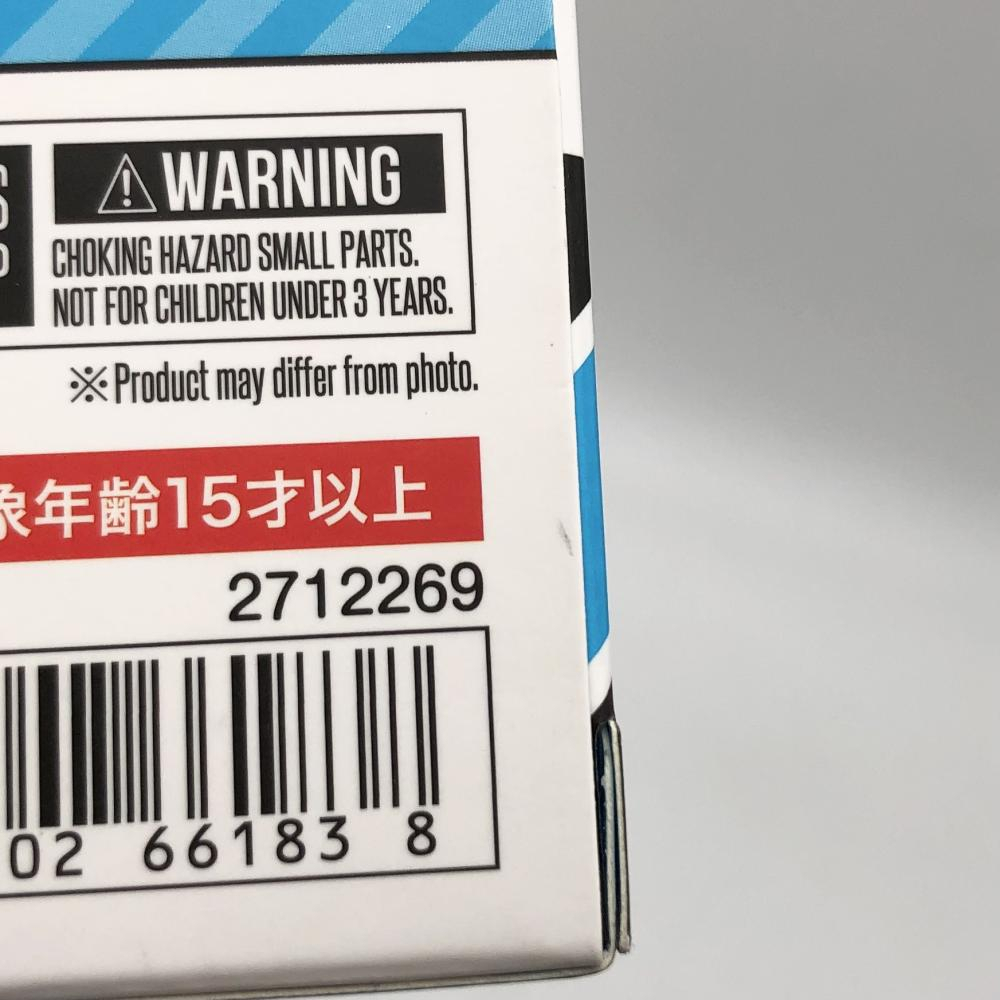 WARNING
CHOKING HAZARD SMALL PARTS.
NOT FOR CHILDREN UNDER 3 YEARS.
※Product may differ from photo.
象年齢15才以上
2712269
02 66183 8